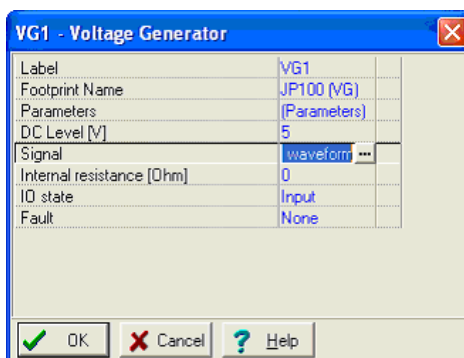 VG1 - Voltage Generator
Label VG1
Footprint Name JP100 (VG)
Parameters (Parameters)
DC Level [V] 5
Signal waveform ...
Internal resistance [Ohm] 0
IO state Input
Fault None
OK Cancel ? Help